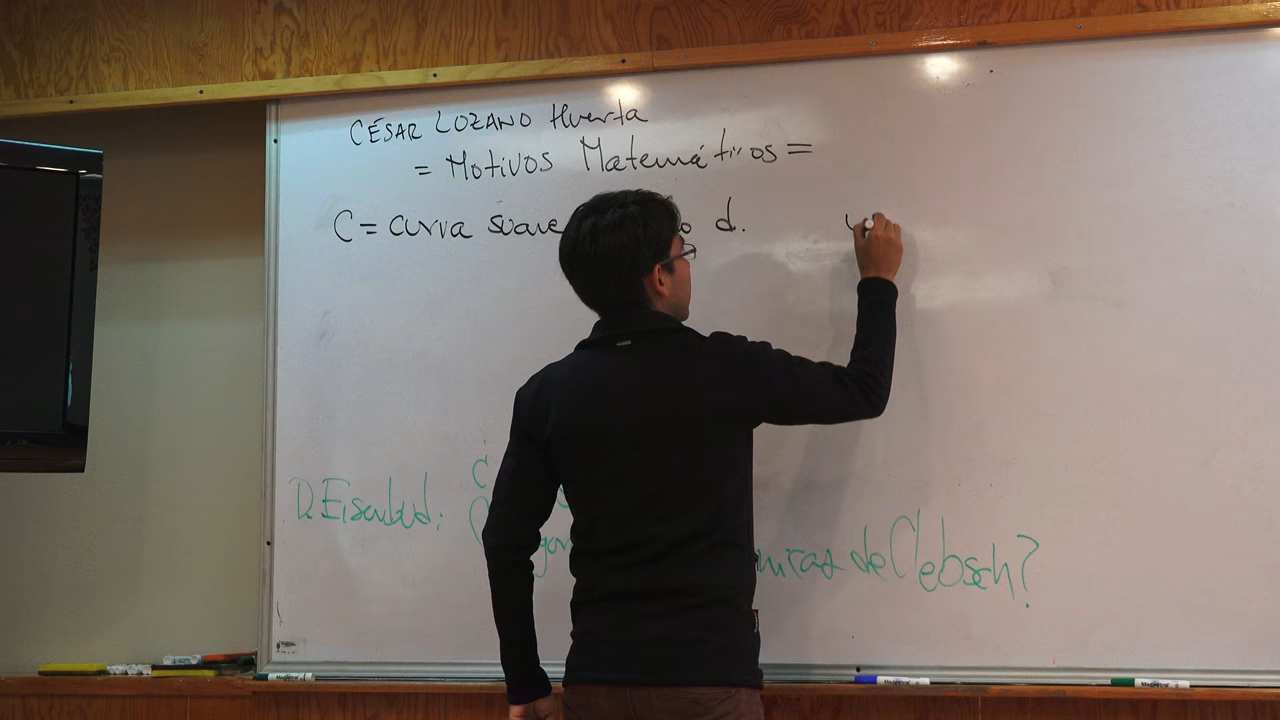 CÉSAR LOZANO Huerta
= Motivos Matemáticos =
C = curva suave d.
D. Eisenbud:
de Clebsch?